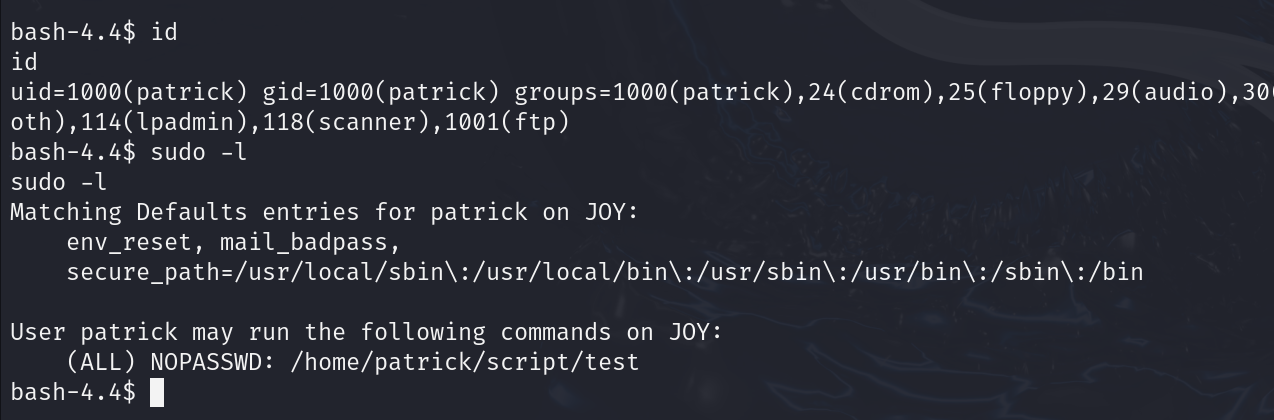 bash-4.4$ id
id
uid=1000(patrick) gid=1000(patrick) groups=1000(patrick),24(cdrom),25(floppy),29(audio),30(
oth),114(lpadmin),118(scanner),1001(ftp)
bash-4.4$ sudo -l
sudo -l
Matching Defaults entries for patrick on JOY:
    env_reset, mail_badpass,
    secure_path=/usr/local/sbin\:/usr/local/bin\:/usr/sbin\:/usr/bin\:/sbin\:/bin

User patrick may run the following commands on JOY:
    (ALL) NOPASSWD: /home/patrick/script/test
bash-4.4$